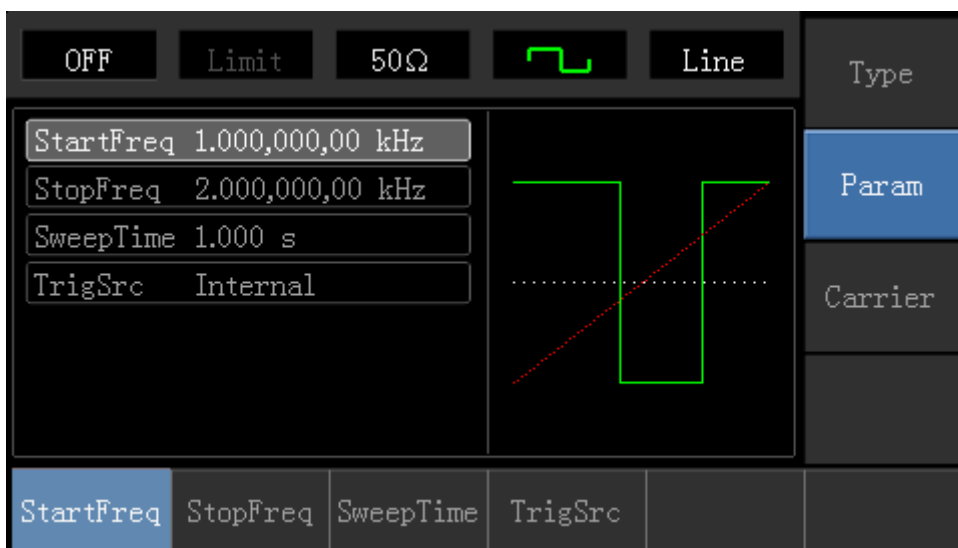 OFF Limit 50Ω Line
Type
StartFreq 1.000,000,00 kHz
StopFreq 2.000,000,00 kHz
Param
SweepTime 1.000 s
TrigSrc Internal
Carrier
StartFreq StopFreq SweepTime TrigSrc